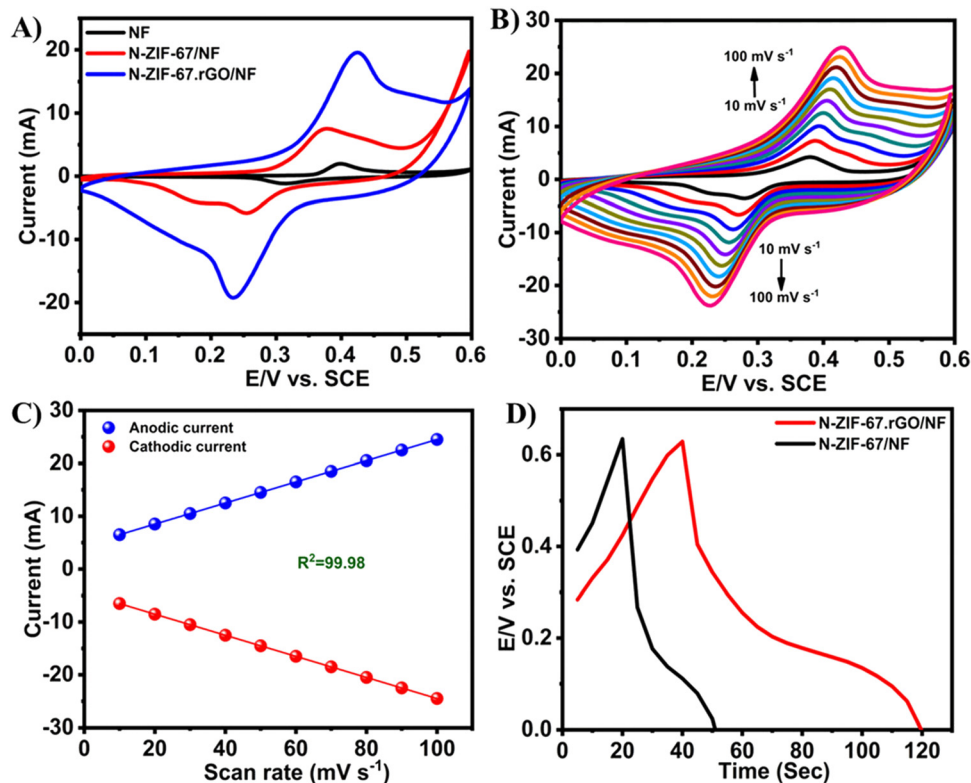 A)
NF
N-ZIF-67/NF
N-ZIF-67.rGO/NF
Current (mA)
20
10
0
-10
-20
0.0 0.1 0.2 0.3 0.4 0.5 0.6
E/V vs. SCE
B)
100 mV s⁻¹
10 mV s⁻¹
10 mV s⁻¹
100 mV s⁻¹
Current (mA)
30
20
10
0
-10
-20
-30
0.0 0.1 0.2 0.3 0.4 0.5 0.6
E/V vs. SCE
C)
Anodic current
Cathodic current
R²=99.98
Current (mA)
30
20
10
0
-10
-20
-30
0 20 40 60 80 100
Scan rate (mV s⁻¹)
D)
N-ZIF-67.rGO/NF
N-ZIF-67/NF
E/V vs. SCE
0.6
0.4
0.2
0.0
0 20 40 60 80 100 120
Time (Sec)